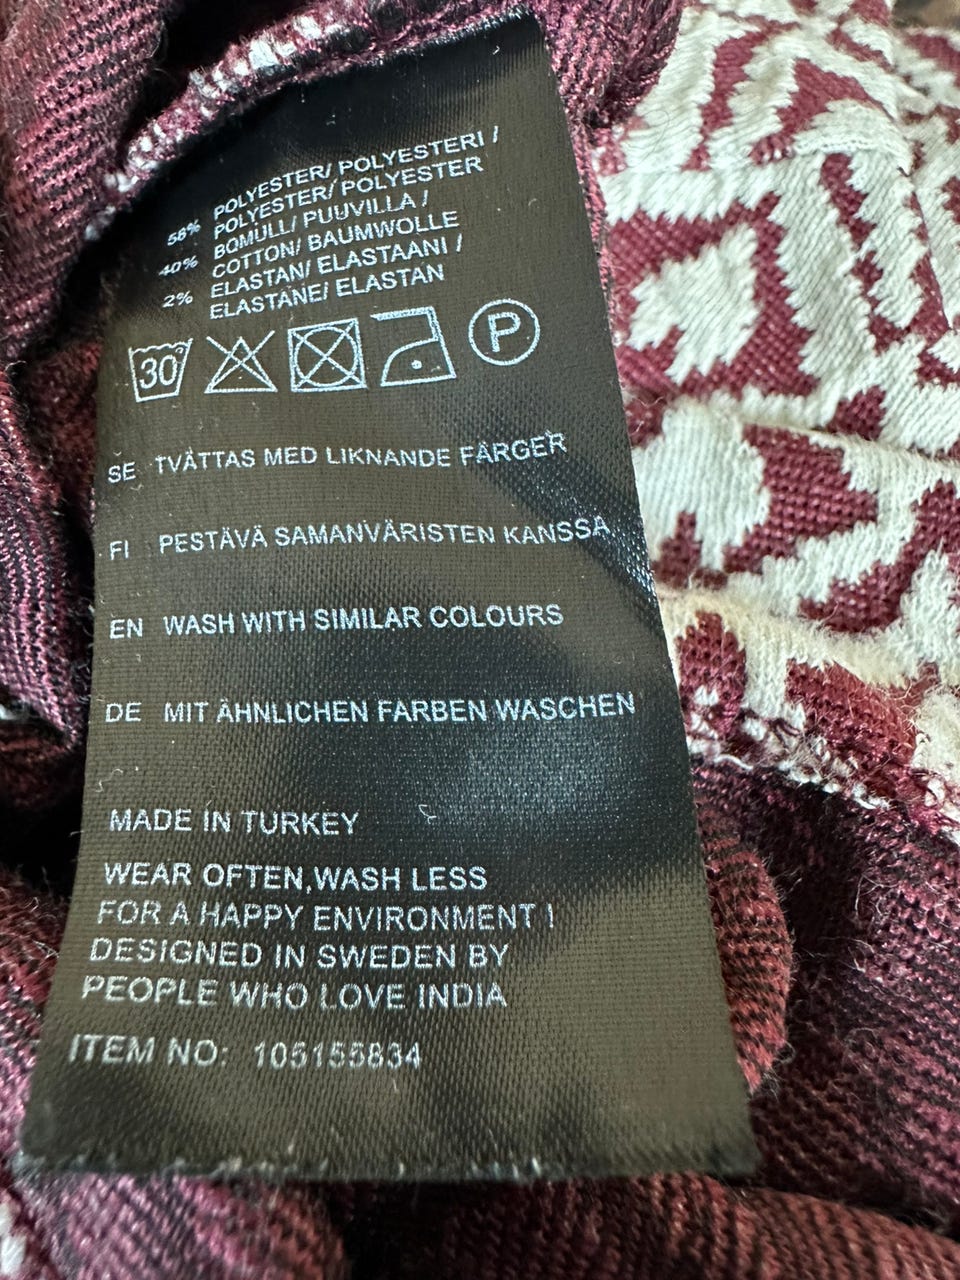 58% POLYESTER/ POLYESTERI /
POLYESTER/ POLYESTER
40% BOMULL/ PUUVILLA /
COTTON/ BAUMWOLLE
2% ELASTAN/ ELASTAANI /
ELASTANE/ ELASTAN
30 P
SE TVÄTTAS MED LIKNANDE FÄRGER
FI PESTÄVÄ SAMANVÄRISTEN KANSSA
EN WASH WITH SIMILAR COLOURS
DE MIT ÄHNLICHEN FARBEN WASCHEN
MADE IN TURKEY
WEAR OFTEN,WASH LESS
FOR A HAPPY ENVIRONMENT !
DESIGNED IN SWEDEN BY
PEOPLE WHO LOVE INDIA
ITEM NO: 105155834